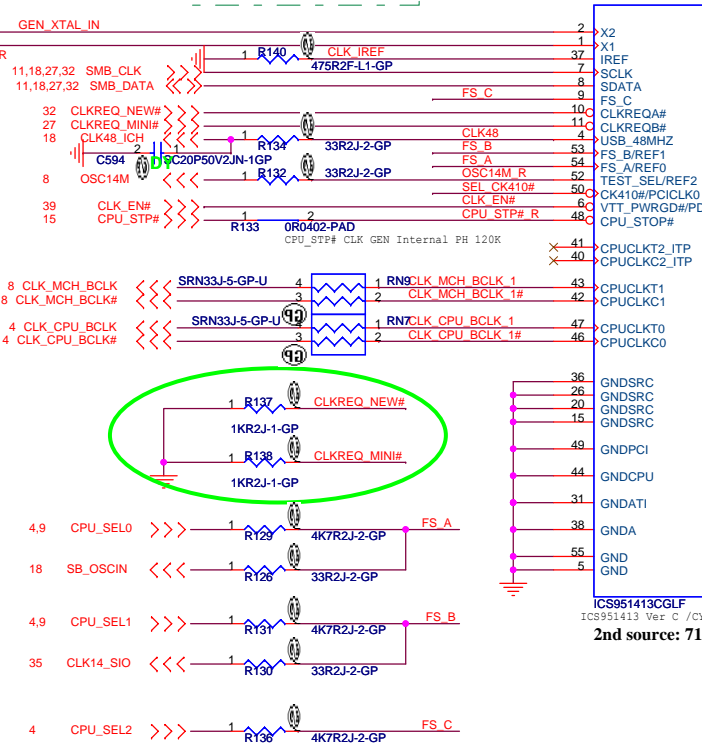 GEN_XTAL_IN 2 X2
1 X1
R 1 R140 CLK_IREF 37 IREF
475R2F-L1-GP
11,18,27,32 SMB_CLK 7 SCLK
11,18,27,32 SMB_DATA 8 SDATA
FS_C 9 FS_C
32 CLKREQ_NEW# 10 CLKREQA#
27 CLKREQ_MINI# 11 CLKREQB#
18 CLK48_ICH 1 R134 33R2J-2-GP CLK48 4 USB_48MHZ
C594 2 1 DY SC20P50V2JN-1GP
FS_B 53 FS_B/REF1
FS_A 54 FS_A/REF0
8 OSC14M 1 R132 33R2J-2-GP OSC14M_R 52 TEST_SEL/REF2
SEL_CK410# 50 CK410#/PCICLK0
39 CLK_EN# CLK_EN# 6 VTT_PWRGD#/PD
15 CPU_STP# R133 0R0402-PAD 2 CPU_STP#_R 48 CPU_STOP#
CPU_STP# CLK GEN Internal PH 120K
41 CPUCLKT2_ITP
40 CPUCLKC2_ITP
8 CLK_MCH_BCLK SRN33J-5-GP-U 4 1 RN9 CLK_MCH_BCLK_1 43 CPUCLKT1
8 CLK_MCH_BCLK# 3 2 CLK_MCH_BCLK_1# 42 CPUCLKC1
4 CLK_CPU_BCLK SRN33J-5-GP-U 4 1 RN7 CLK_CPU_BCLK_1 47 CPUCLKT0
4 CLK_CPU_BCLK# 3 2 CLK_CPU_BCLK_1# 46 CPUCLKC0
36 GNDSRC
26 GNDSRC
20 GNDSRC
15 GNDSRC
1 R137 CLKREQ_NEW#
1KR2J-1-GP
49 GNDPCI
1 R138 CLKREQ_MINI#
1KR2J-1-GP
44 GNDCPU
31 GNDATI
4,9 CPU_SEL0 1 R129 4K7R2J-2-GP FS_A
38 GNDA
55 GND
18 SB_OSCIN 1 R126 33R2J-2-GP
5 GND
ICS951413CGLF
ICS951413 Ver C /CY
2nd source: 71
4,9 CPU_SEL1 1 R131 4K7R2J-2-GP FS_B
35 CLK14_SIO 1 R130 33R2J-2-GP
4 CPU_SEL2 1 R136 4K7R2J-2-GP FS_C